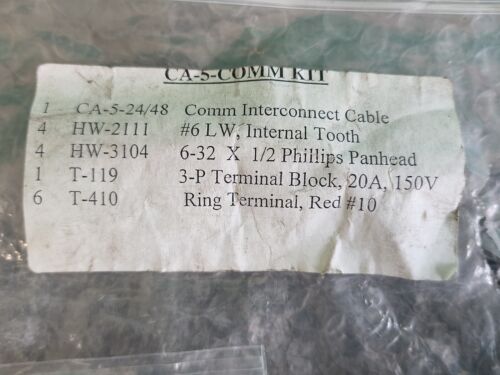 CA-5-COMM KIT
1 CA-5-24/48 Comm Interconnect Cable
4 HW-2111 #6 LW, Internal Tooth
4 HW-3104 6-32 X 1/2 Phillips Panhead
1 T-119 3-P Terminal Block, 20A, 150V
6 T-410 Ring Terminal, Red #10